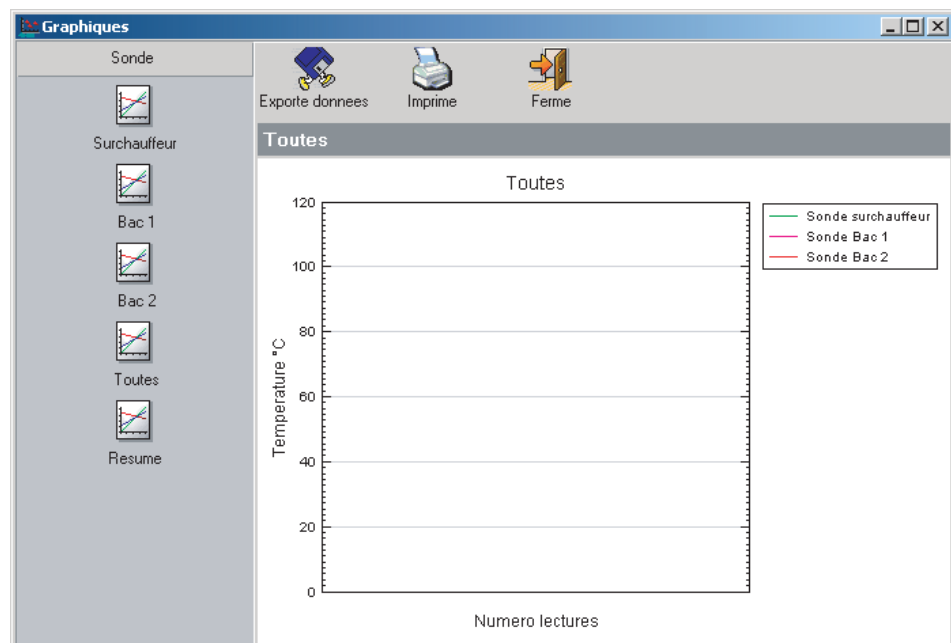 Graphiques
Sonde
Surchauffeur
Bac 1
Bac 2
Toutes
Resume
Exporte donnees
Imprime
Ferme
Toutes
Toutes
120
100
80
60
40
20
0
Temperature °C
Numero lectures
Sonde surchauffeur
Sonde Bac 1
Sonde Bac 2